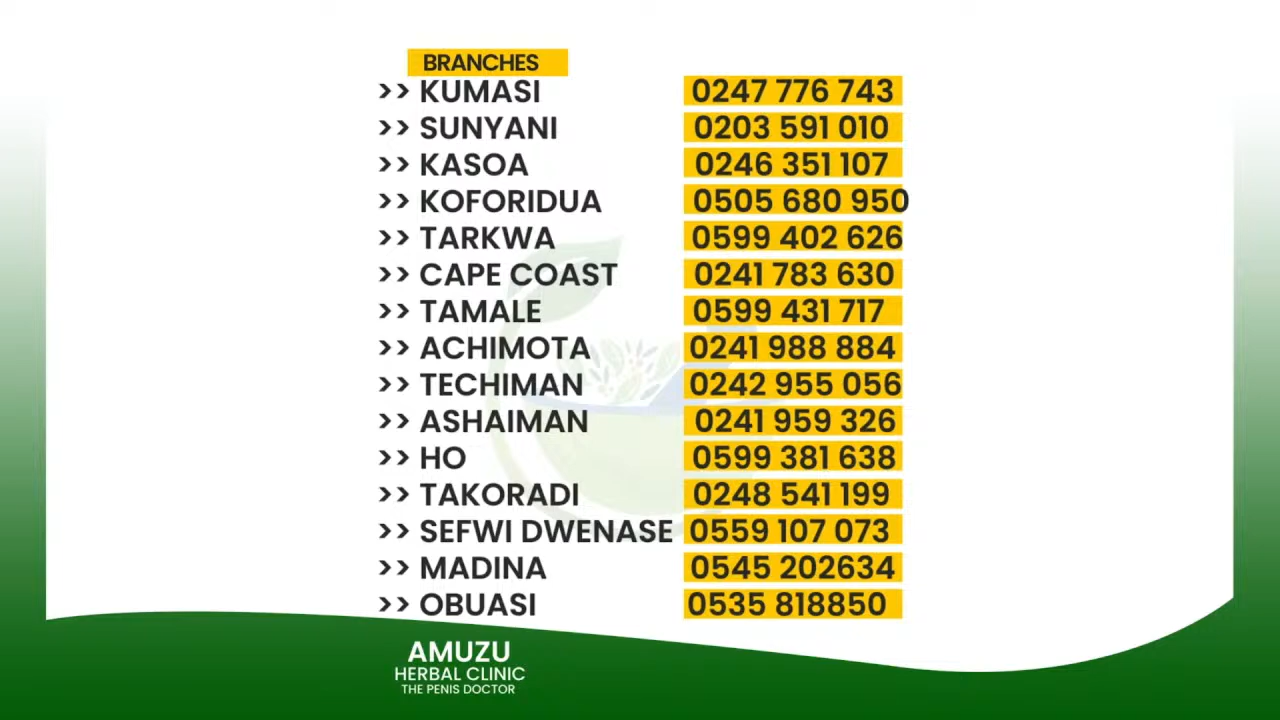 BRANCHES
>> KUMASI 0247 776 743
>> SUNYANI 0203 591 010
>> KASOA 0246 351 107
>> KOFORIDUA 0505 680 950
>> TARKWA 0599 402 626
>> CAPE COAST 0241 783 630
>> TAMALE 0599 431 717
>> ACHIMOTA 0241 988 884
>> TECHIMAN 0242 955 056
>> ASHAIMAN 0241 959 326
>> HO 0599 381 638
>> TAKORADI 0248 541 199
>> SEFWI DWENASE 0559 107 073
>> MADINA 0545 202634
>> OBUASI 0535 818850
AMUZU
HERBAL CLINIC
THE PENIS DOCTOR